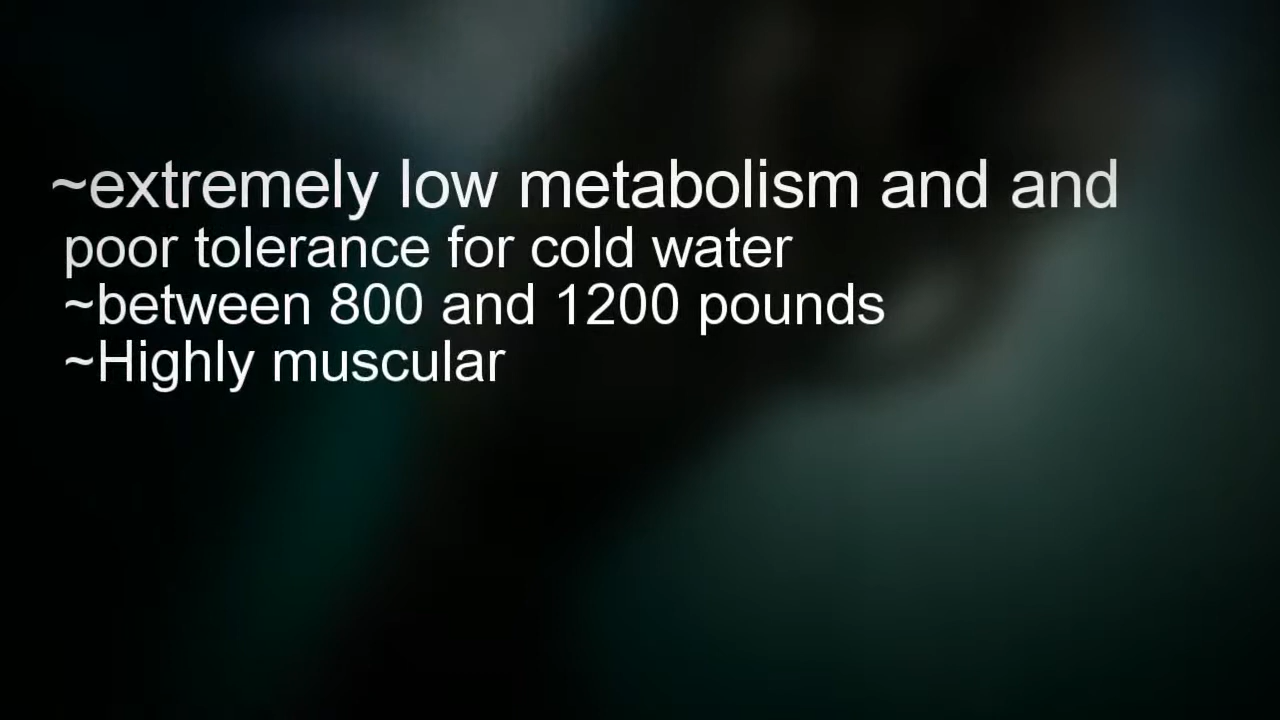 ~extremely low metabolism and and
poor tolerance for cold water
~between 800 and 1200 pounds
~Highly muscular